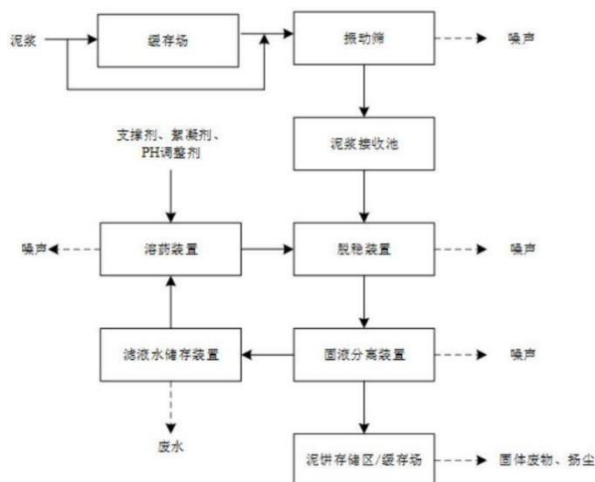 泥浆
缓存场
振动筛
噪声
支撑剂、絮凝剂、
PH调整剂
泥浆接收池
噪声
溶药装置
脱稳装置
噪声
滤液水储存装置
固液分离装置
噪声
废水
泥饼存储区/缓存场
固体废物、扬尘